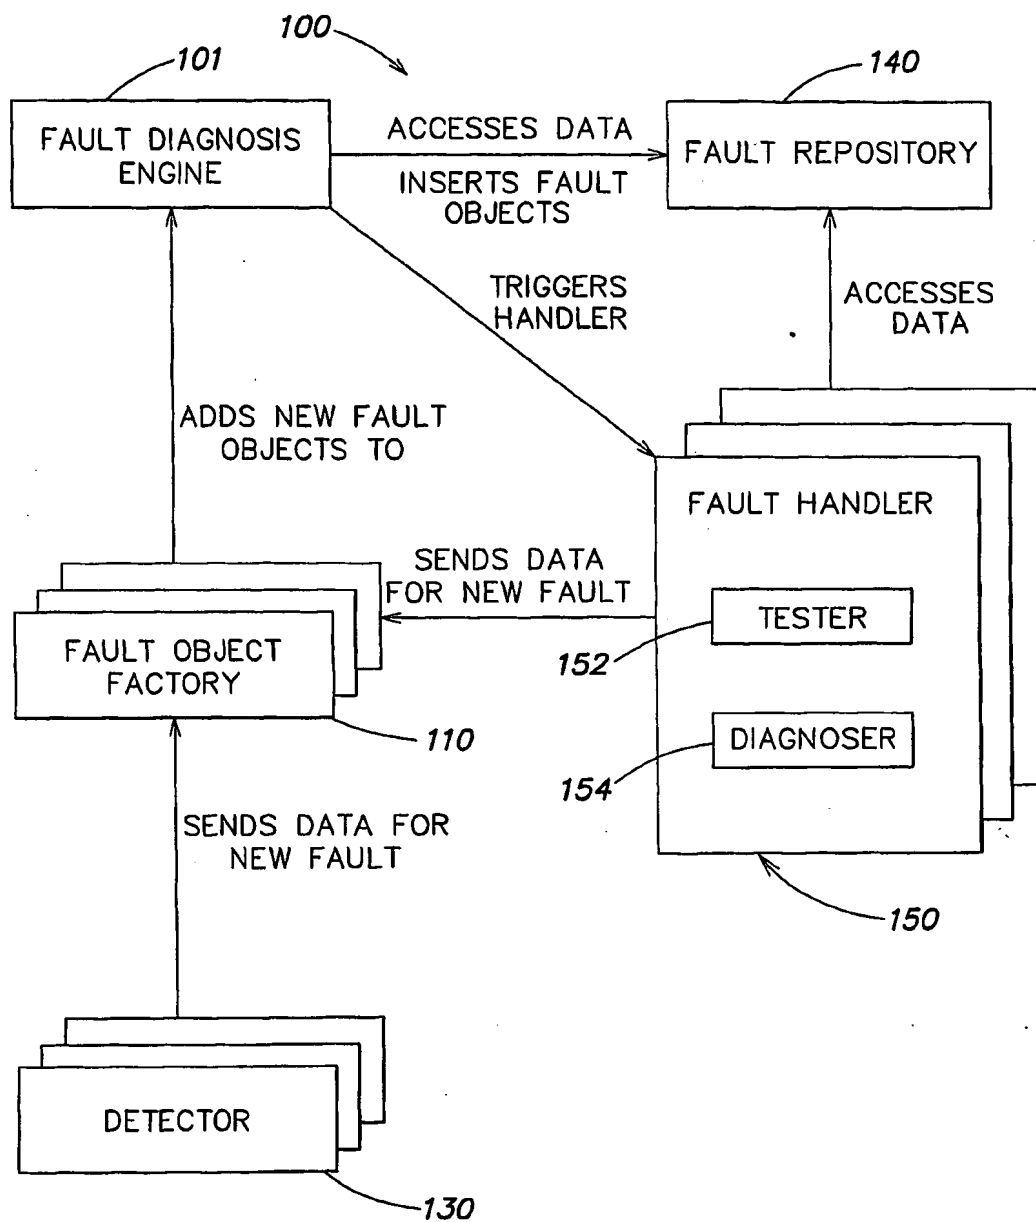 100
101
140
FAULT DIAGNOSIS
ENGINE
ACCESSES DATA
INSERTS FAULT
OBJECTS
FAULT REPOSITORY
TRIGGERS
HANDLER
ACCESSES
DATA
ADDS NEW FAULT
OBJECTS TO
FAULT HANDLER
SENDS DATA
FOR NEW FAULT
TESTER
152
FAULT OBJECT
FACTORY
110
DIAGNOSER
154
SENDS DATA FOR
NEW FAULT
150
DETECTOR
130